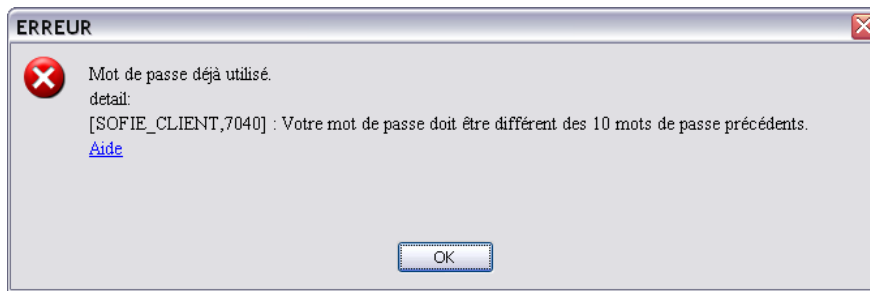 ERREUR
Mot de passe déjà utilisé.
detail:
[SOFIE_CLIENT,7040] : Votre mot de passe doit être différent des 10 mots de passe précédents.
Aide
OK